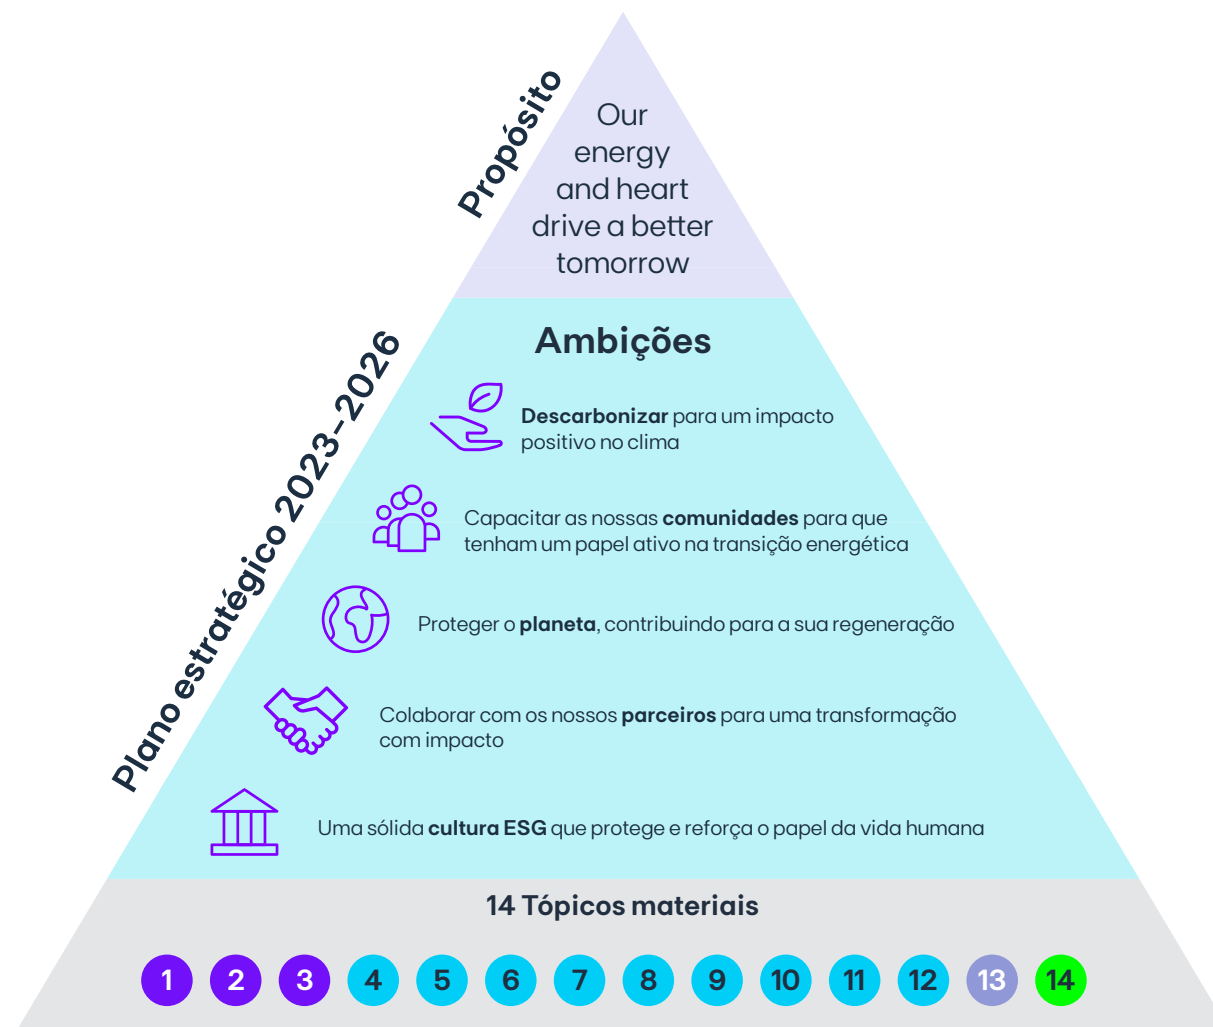 Propósito
Our
energy
and heart
drive a better
tomorrow
Plano estratégico 2023-2026
Ambições
Descarbonizar para um impacto
positivo no clima
Capacitar as nossas comunidades para que
tenham um papel ativo na transição energética
Proteger o planeta, contribuindo para a sua regeneração
Colaborar com os nossos parceiros para uma transformação
com impacto
Uma sólida cultura ESG que protege e reforça o papel da vida humana
14 Tópicos materiais
1 2 3 4 5 6 7 8 9 10 11 12 13 14